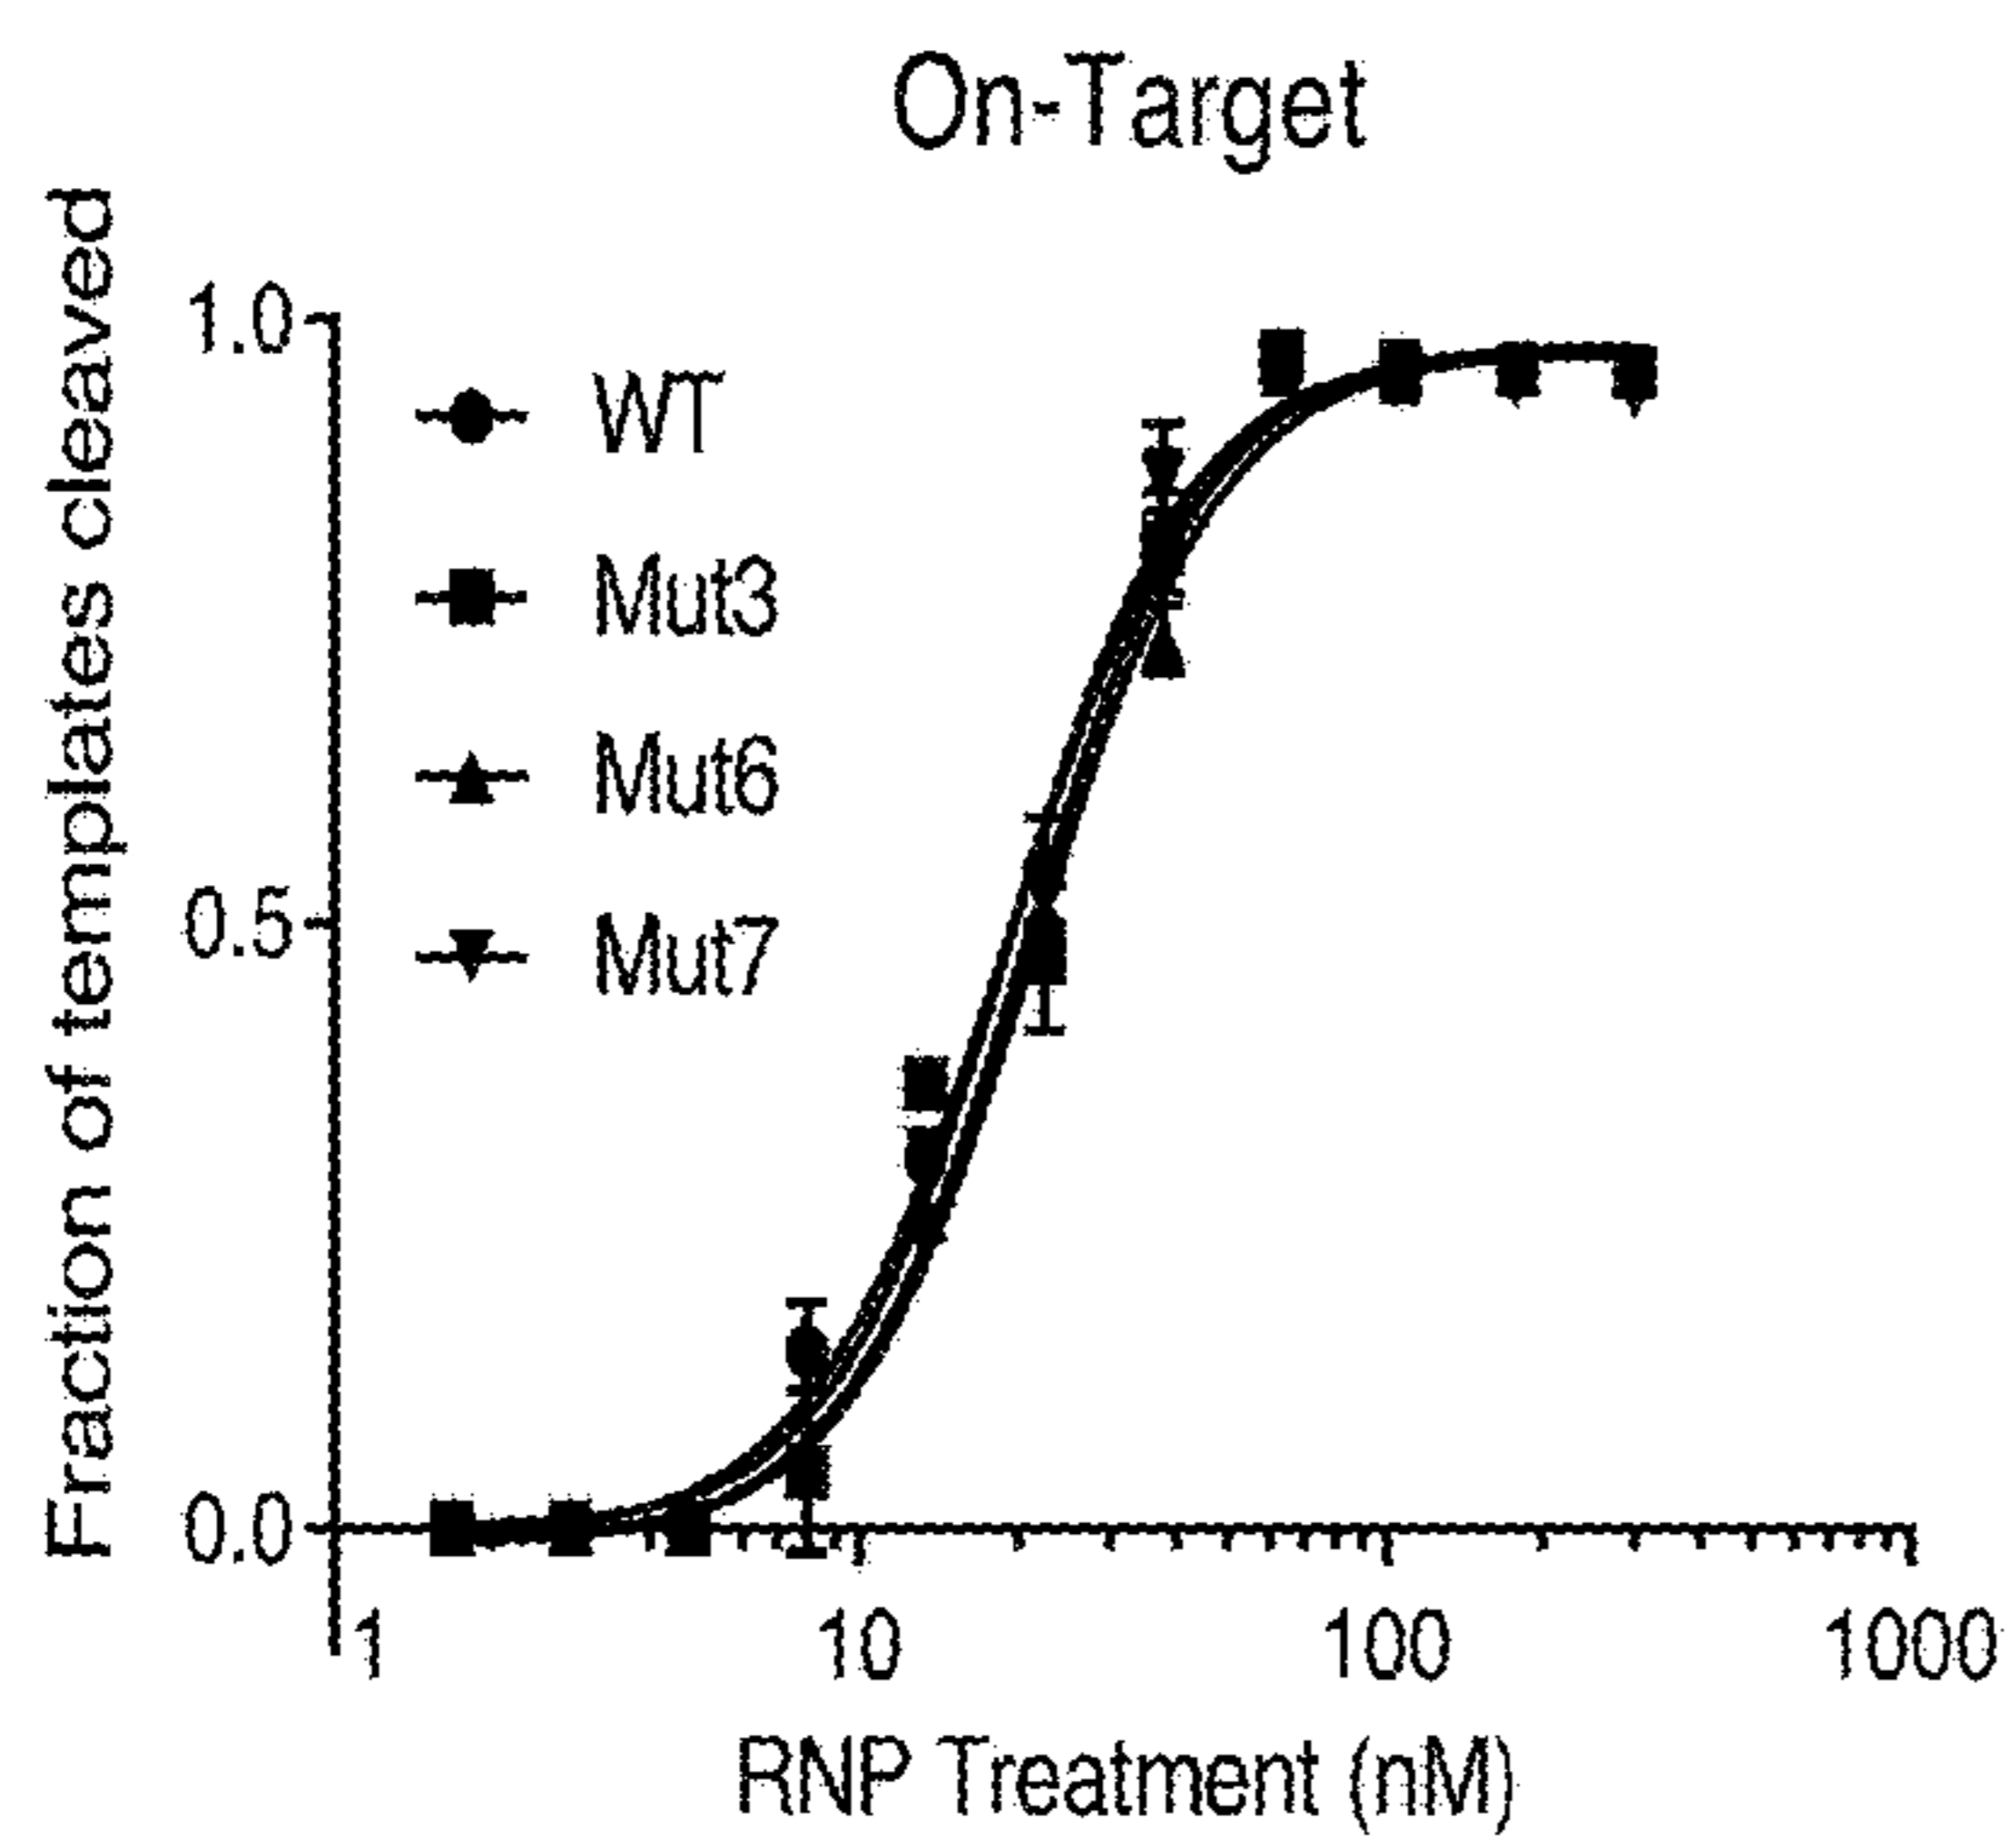 On-Target
Fraction of templates cleaved
1.0
0.5
0.0
WT
Mut3
Mut6
Mut7
1 10 100 1000
RNP Treatment (nM)